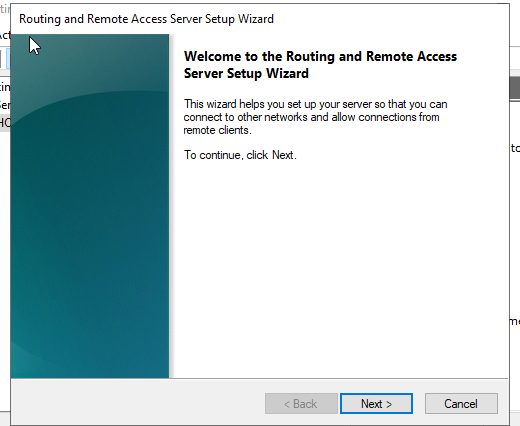 Routing and Remote Access Server Setup Wizard
Welcome to the Routing and Remote Access
Server Setup Wizard
This wizard helps you set up your server so that you can
connect to other networks and allow connections from
remote clients.
To continue, click Next.
< Back
Next >
Cancel